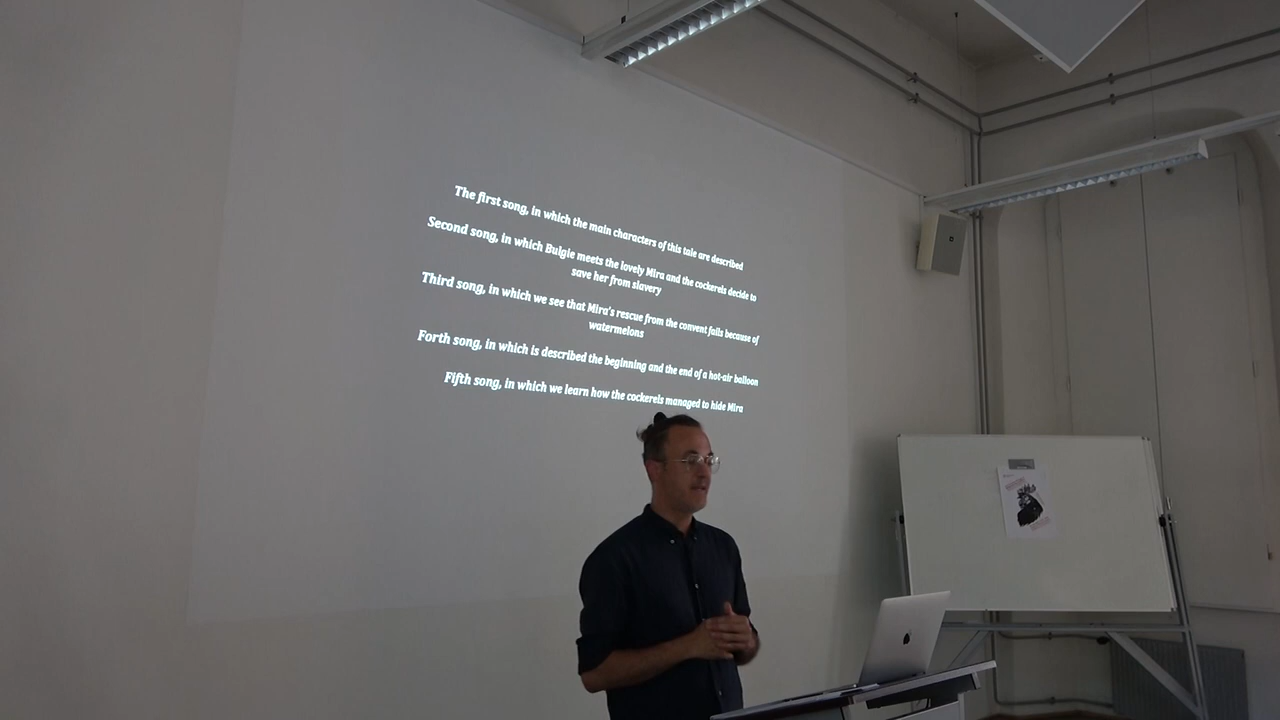 The first song, in which the main characters of this tale are described
Second song, in which Bulgie meets the lovely Mira and the cockerels decide to
save her from slavery
Third song, in which we see that Mira's rescue from the convent fails because of
watermelons
Forth song, in which is described the beginning and the end of a hot-air balloon
Fifth song, in which we learn how the cockerels managed to hide Mira